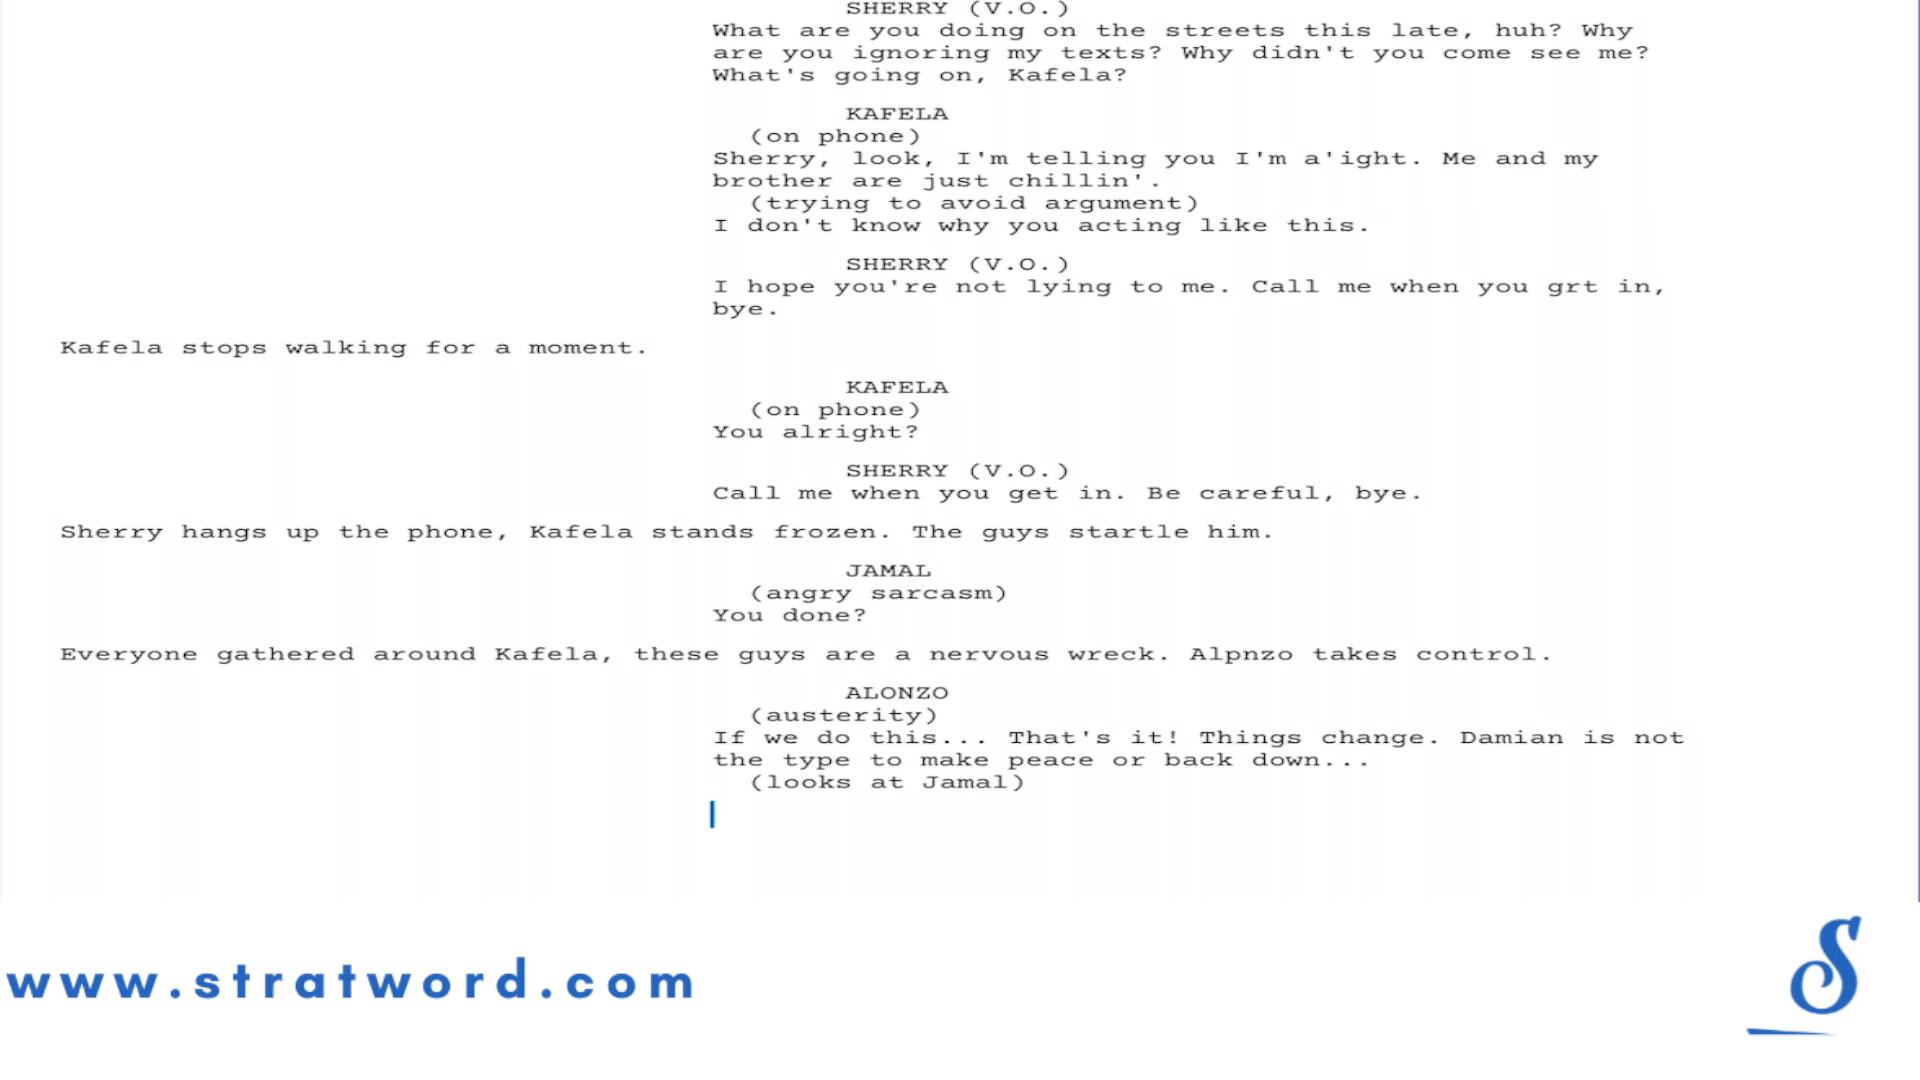 SHERRY (V.O.)
What are you doing on the streets this late, huh? Why
are you ignoring my texts? Why didn't you come see me?
What's going on, Kafela?
KAFELA
(on phone)
Sherry, look, I'm telling you I'm a'ight. Me and my
brother are just chillin'.
(trying to avoid argument)
I don't know why you acting like this.
SHERRY (V.O.)
I hope you're not lying to me. Call me when you grt in,
bye.
Kafela stops walking for a moment.
KAFELA
(on phone)
You alright?
SHERRY (V.O.)
Call me when you get in. Be careful, bye.
Sherry hangs up the phone, Kafela stands frozen. The guys startle him.
JAMAL
(angry sarcasm)
You done?
Everyone gathered around Kafela, these guys are a nervous wreck. Alpnzo takes control.
ALONZO
(austerity)
If we do this... That's it! Things change. Damian is not
the type to make peace or back down...
(looks at Jamal)
www.stratword.com
S